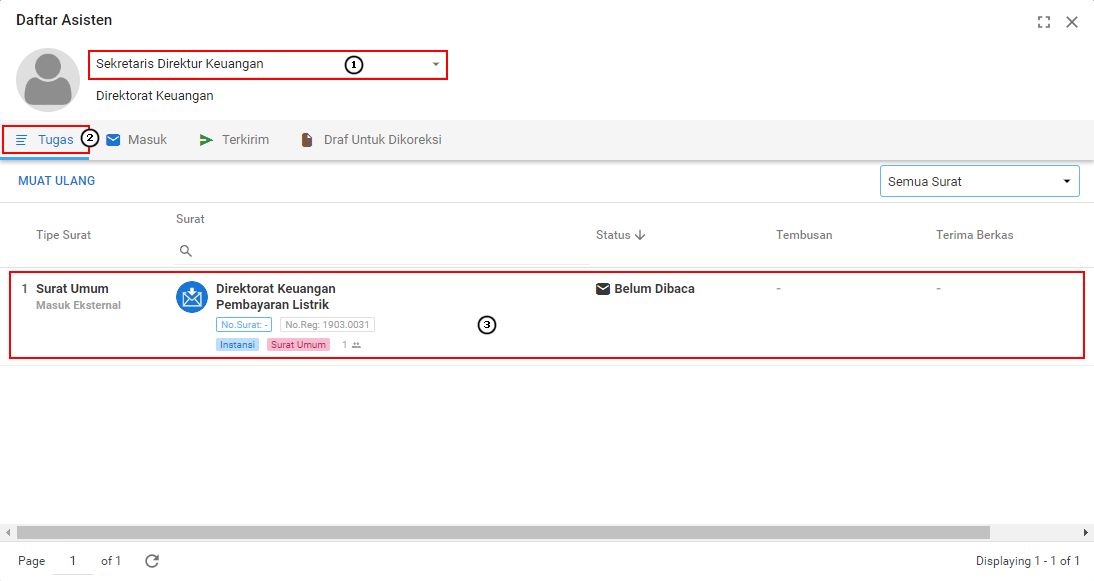 Daftar Asisten
Sekretaris Direktur Keuangan 1
Direktorat Keuangan
Tugas 2 Masuk Terkirim Draf Untuk Dikoreksi
MUAT ULANG Semua Surat
Tipe Surat Surat Status Tembusan Terima Berkas
1 Surat Umum Direktorat Keuangan Belum Dibaca - -
Masuk Eksternal Pembayaran Listrik
No.Surat: - No.Reg: 1903.0031 3
Instansi Surat Umum 1
Page 1 of 1 Displaying 1 - 1 of 1